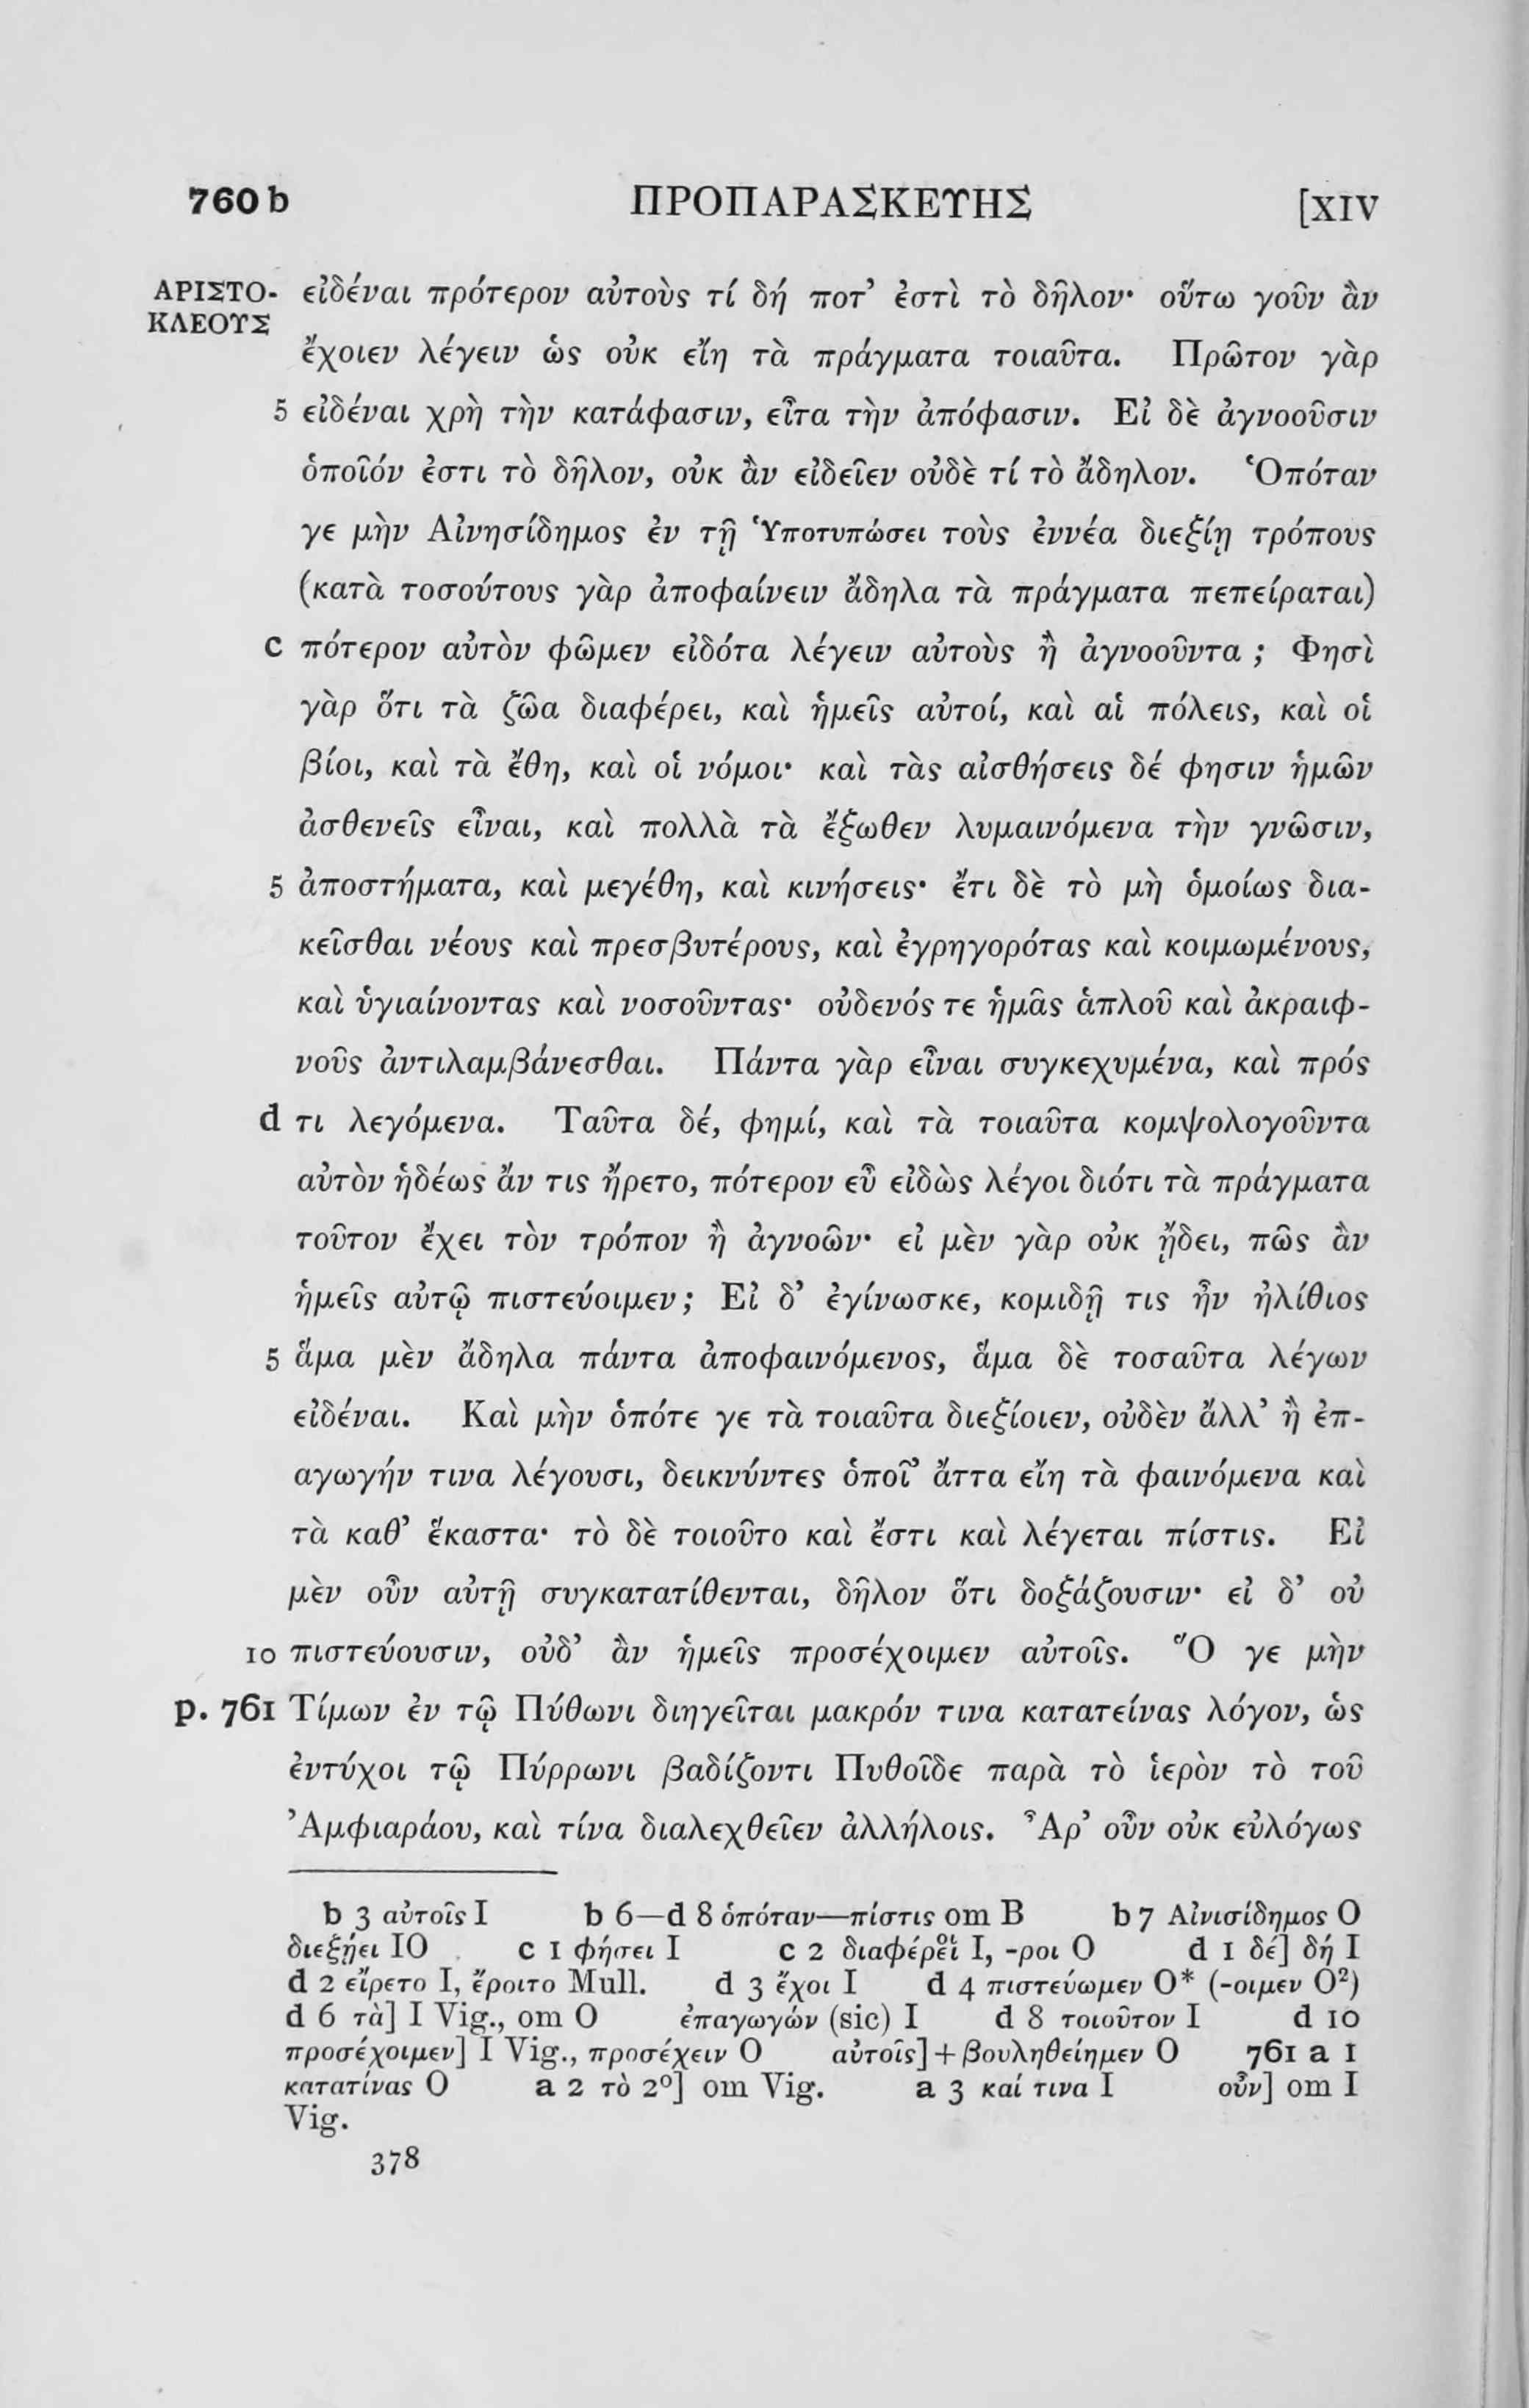 760 b ΠΡΟΠΑΡΑΣΚΕΥΗΣ [XIV
ΑΡΙΣΤΟ- εἰδέναι πρότερον αὐτοὺς τί δή ποτ’ ἐστὶ τὸ δῆλον· οὕτω γοῦν ἂν
ΚΛΕΟΥΣ
ἔχοιεν λέγειν ὡς οὐκ εἴη τὰ πράγματα τοιαῦτα. Πρῶτον γὰρ
5 εἰδέναι χρὴ τὴν κατάφασιν, εἶτα τὴν ἀπόφασιν. Εἰ δὲ ἀγνοοῦσιν
ὁποῖόν ἐστι τὸ δῆλον, οὐκ ἂν εἰδεῖεν οὐδὲ τί τὸ ἄδηλον. Ὁπόταν
γε μὴν Αἰνησίδημος ἐν τῇ Ὑποτυπώσει τοὺς ἐννέα διεξίῃ τρόπους
(κατὰ τοσούτους γὰρ ἀποφαίνειν ἄδηλα τὰ πράγματα πεπείραται)
c πότερον αὐτὸν φῶμεν εἰδότα λέγειν αὐτοὺς ἢ ἀγνοοῦντα ; Φησὶ
γὰρ ὅτι τὰ ζῶα διαφέρει, καὶ ἡμεῖς αὐτοί, καὶ αἱ πόλεις, καὶ οἱ
βίοι, καὶ τὰ ἔθη, καὶ οἱ νόμοι· καὶ τὰς αἰσθήσεις δέ φησιν ἡμῶν
ἀσθενεῖς εἶναι, καὶ πολλὰ τὰ ἔξωθεν λυμαινόμενα τὴν γνῶσιν,
5 ἀποστήματα, καὶ μεγέθη, καὶ κινήσεις· ἔτι δὲ τὸ μὴ ὁμοίως δια-
κεῖσθαι νέους καὶ πρεσβυτέρους, καὶ ἐγρηγορότας καὶ κοιμωμένους,
καὶ ὑγιαίνοντας καὶ νοσοῦντας· οὐδενός τε ἡμᾶς ἁπλοῦ καὶ ἀκραιφ-
νοῦς ἀντιλαμβάνεσθαι. Πάντα γὰρ εἶναι συγκεχυμένα, καὶ πρός
d τι λεγόμενα. Ταῦτα δέ, φημί, καὶ τὰ τοιαῦτα κομψολογοῦντα
αὐτὸν ἡδέως ἄν τις ἤρετο, πότερον εὖ εἰδὼς λέγοι διότι τὰ πράγματα
τοῦτον ἔχει τὸν τρόπον ἢ ἀγνοῶν· εἰ μὲν γὰρ οὐκ ᾔδει, πῶς ἂν
ἡμεῖς αὐτῷ πιστεύοιμεν; Εἰ δ’ ἐγίνωσκε, κομιδῇ τις ἦν ἠλίθιος
5 ἅμα μὲν ἄδηλα πάντα ἀποφαινόμενος, ἅμα δὲ τοσαῦτα λέγων
εἰδέναι. Καὶ μὴν ὁπότε γε τὰ τοιαῦτα διεξίοιεν, οὐδὲν ἄλλ’ ἢ ἐπ-
αγωγήν τινα λέγουσι, δεικνύντες ὁποῖ’ ἄττα εἴη τὰ φαινόμενα καὶ
τὰ καθ’ ἕκαστα· τὸ δὲ τοιοῦτο καὶ ἔστι καὶ λέγεται πίστις. Εἰ
μὲν οὖν αὐτῇ συγκατατίθενται, δῆλον ὅτι δοξάζουσιν· εἰ δ’ οὐ
10 πιστεύουσιν, οὐδ’ ἂν ἡμεῖς προσέχοιμεν αὐτοῖς. Ὅ γε μὴν
p. 761 Τίμων ἐν τῷ Πύθωνι διηγεῖται μακρόν τινα κατατείνας λόγον, ὡς
ἐντύχοι τῷ Πύρρωνι βαδίζοντι Πυθοῖδε παρὰ τὸ ἱερὸν τὸ τοῦ
Ἀμφιαράου, καὶ τίνα διαλεχθεῖεν ἀλλήλοις. Ἆρ’ οὖν οὐκ εὐλόγως
b 3 αὐτοῖς I b 6—d 8 ὁπόταν—πίστις om B b 7 Αἰνισίδημος O
διεξῄει IO c 1 φήσει I c 2 διαφέρεῖ I, -ροι O d 1 δέ] δή I
d 2 εἴρετο I, ἔροιτο Mull. d 3 ἔχοι I d 4 πιστεύωμεν O* (-οιμεν O²)
d 6 τὰ] I Vig., om O ἐπαγωγών (sic) I d 8 τοιοῦτον I d 10
προσέχοιμεν] I Vig., προσέχειν O αὐτοῖς] + βουληθείημεν O 761 a 1
κατατίνας O a 2 τὸ 2⁰] om Vig. a 3 καί τινα I οὖν] om I
Vig.
378